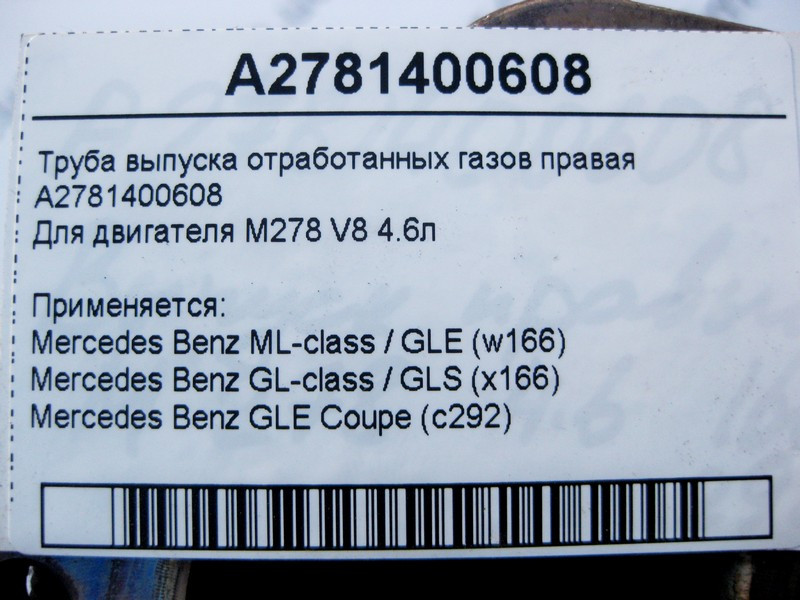 A2781400608
Труба выпуска отработанных газов правая
A2781400608
Для двигателя M278 V8 4.6л
Применяется:
Mercedes Benz ML-class / GLE (w166)
Mercedes Benz GL-class / GLS (x166)
Mercedes Benz GLE Coupe (c292)